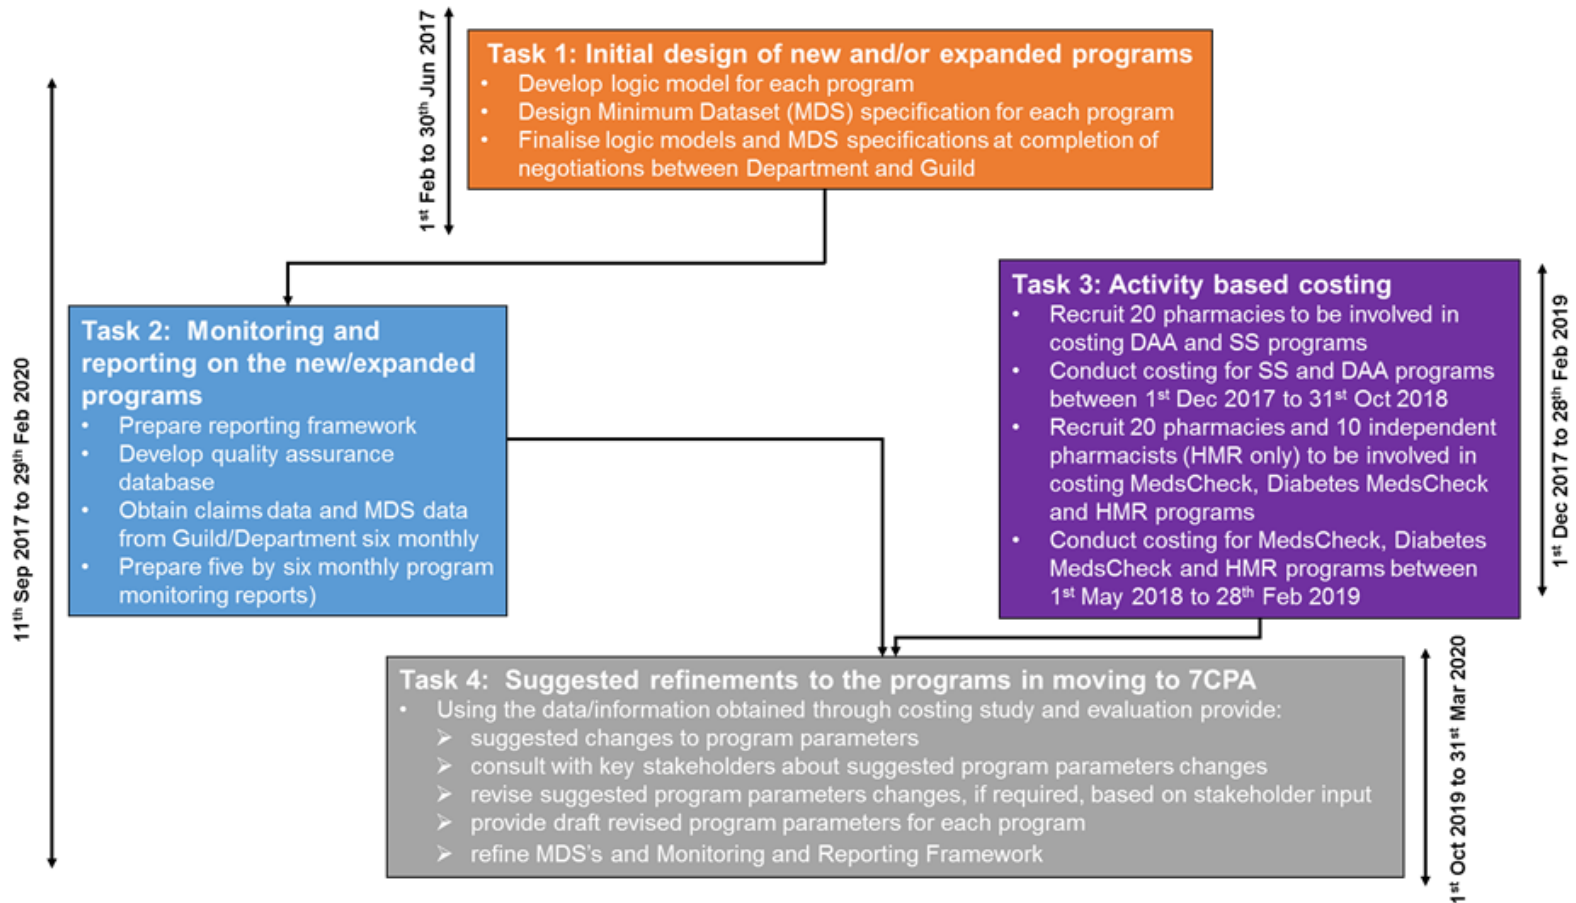 1st Feb to 30th Jun 2017
Task 1: Initial design of new and/or expanded programs
• Develop logic model for each program
• Design Minimum Dataset (MDS) specification for each program
• Finalise logic models and MDS specifications at completion of
negotiations between Department and Guild
11th Sep 2017 to 29th Feb 2020
Task 2: Monitoring and
reporting on the new/expanded
programs
• Prepare reporting framework
• Develop quality assurance
database
• Obtain claims data and MDS data
from Guild/Department six monthly
• Prepare five by six monthly program
monitoring reports)
Task 3: Activity based costing
• Recruit 20 pharmacies to be involved in
costing DAA and SS programs
• Conduct costing for SS and DAA programs
between 1st Dec 2017 to 31st Oct 2018
• Recruit 20 pharmacies and 10 independent
pharmacists (HMR only) to be involved in
costing MedsCheck, Diabetes MedsCheck
and HMR programs
• Conduct costing for MedsCheck, Diabetes
MedsCheck and HMR programs between
1st May 2018 to 28th Feb 2019
1st Dec 2017 to 28th Feb 2019
Task 4: Suggested refinements to the programs in moving to 7CPA
• Using the data/information obtained through costing study and evaluation provide:
➢ suggested changes to program parameters
➢ consult with key stakeholders about suggested program parameters changes
➢ revise suggested program parameters changes, if required, based on stakeholder input
➢ provide draft revised program parameters for each program
➢ refine MDS's and Monitoring and Reporting Framework
1st Oct 2019 to 31st Mar 2020